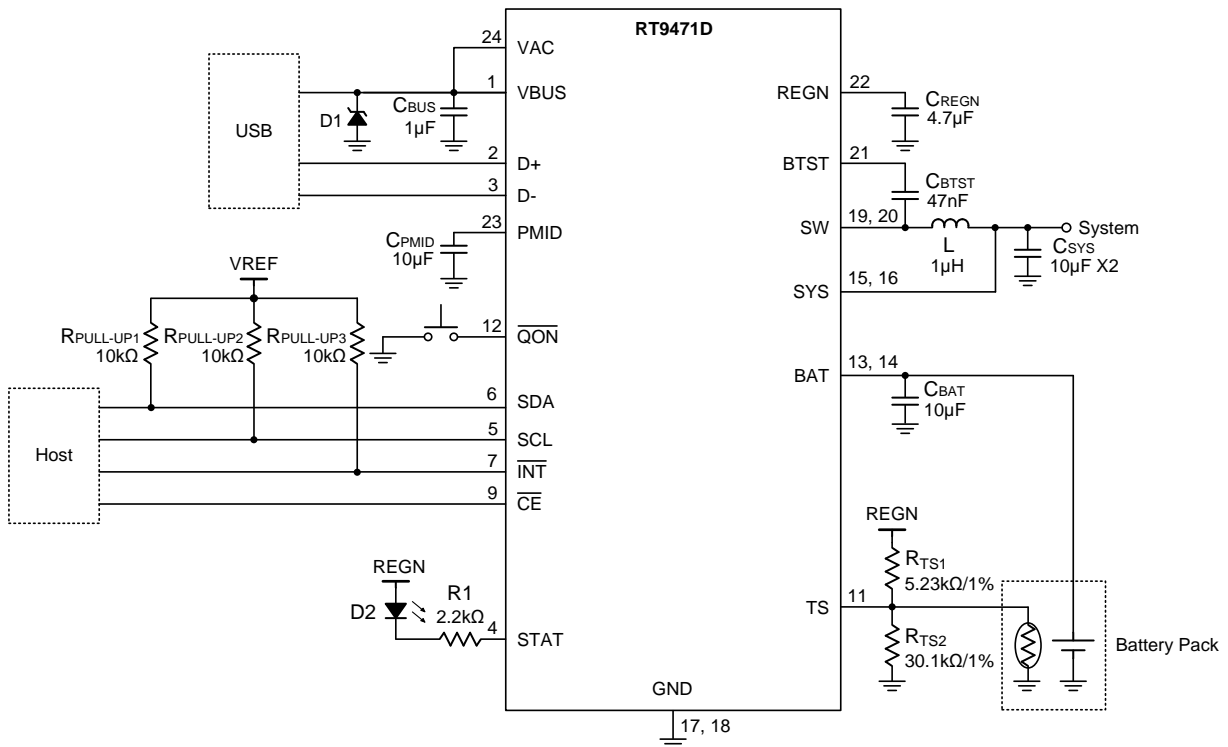 RT9471D
24
VAC
1
VBUS
USB
D1
CBUS
1µF
2
D+
3
D-
23
PMID
CPMID
10µF
VREF
RPULL-UP1
10kΩ
RPULL-UP2
10kΩ
RPULL-UP3
10kΩ
12
QON
6
SDA
5
SCL
7
INT
9
CE
Host
REGN
D2
R1
2.2kΩ
4
STAT
REGN
22
CREGN
4.7µF
BTST
21
CBTST
47nF
SW
19, 20
L
1µH
System
CSYS
10µF X2
SYS
15, 16
BAT
13, 14
CBAT
10µF
REGN
RTS1
5.23kΩ/1%
TS
11
RTS2
30.1kΩ/1%
Battery Pack
GND
17, 18